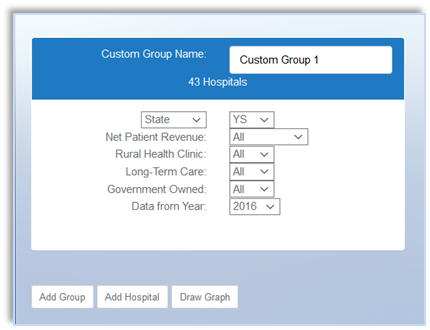 Custom Group Name: Custom Group 1
43 Hospitals
State YS
Net Patient Revenue: All
Rural Health Clinic: All
Long-Term Care: All
Government Owned: All
Data from Year: 2016
Add Group Add Hospital Draw Graph